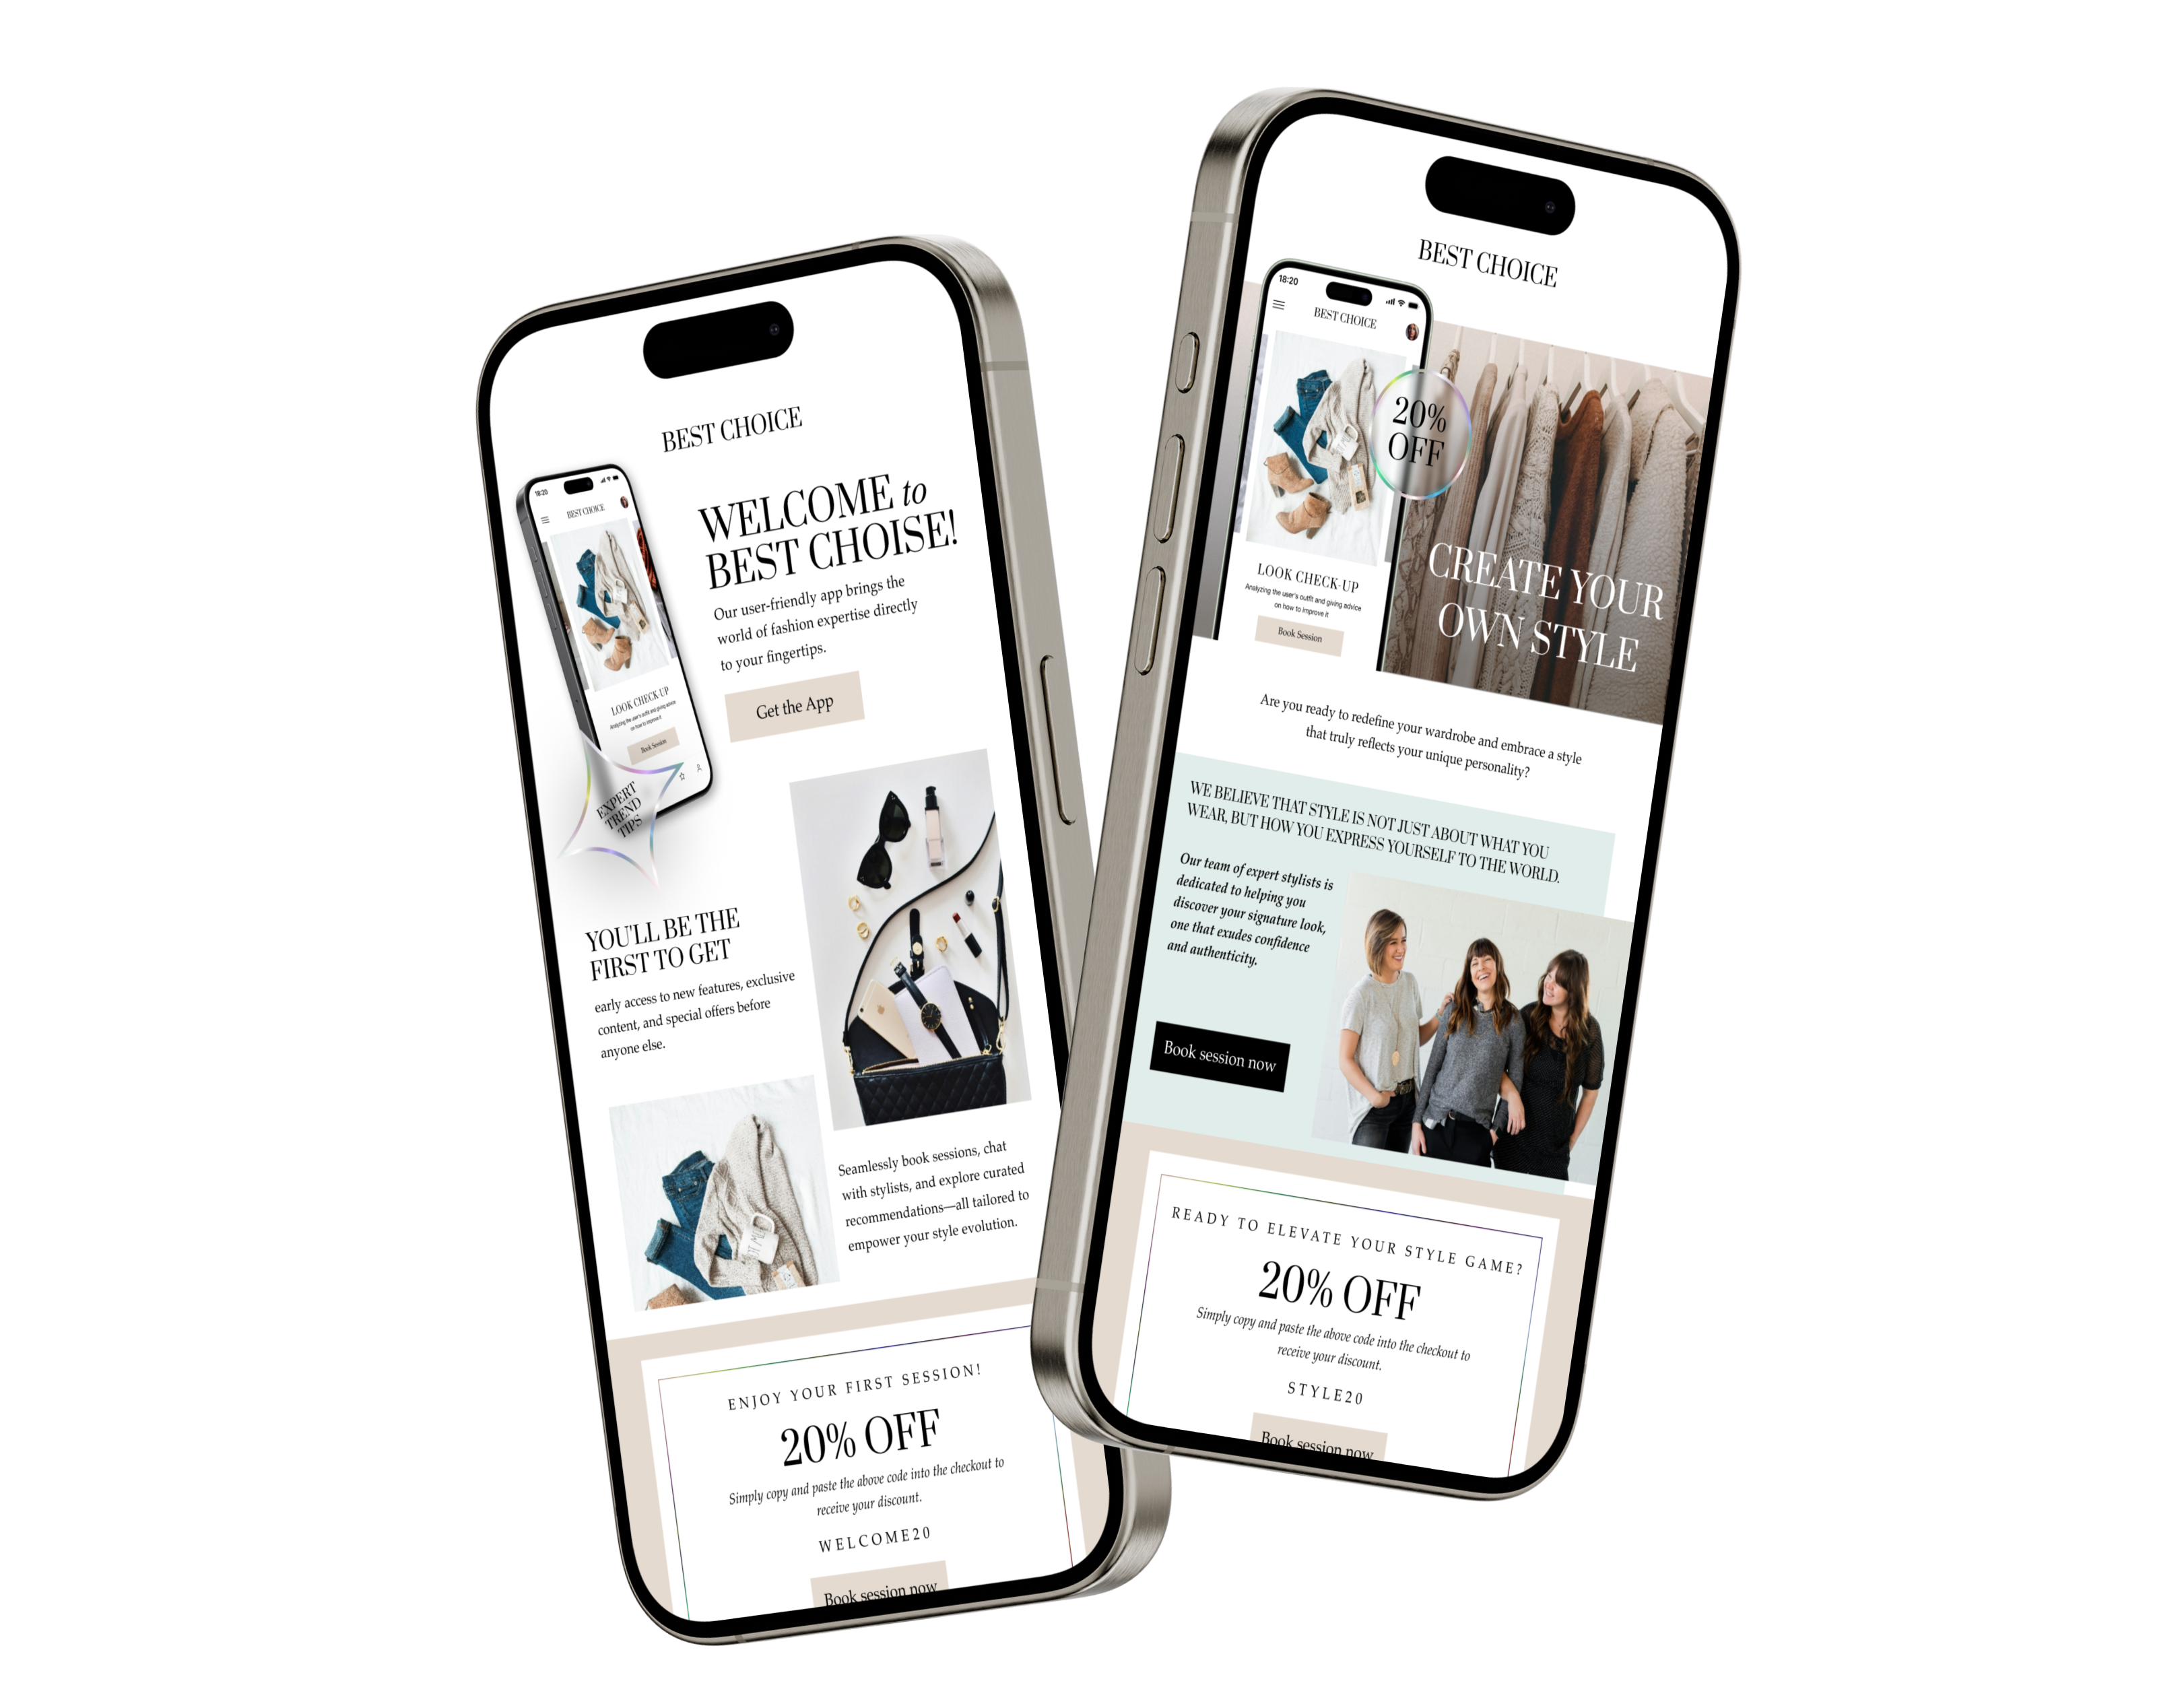 BEST CHOICE
18:20
BEST CHOICE
LOOK CHECK UP
Analyzing the user's outfit and giving advice
on how to improve it
Book Session
EXPERT
TREND
TIPS
WELCOME to
BEST CHOISE!
Our user-friendly app brings the
world of fashion expertise directly
to your fingertips.
Get the App
YOU'LL BE THE
FIRST TO GET
early access to new features, exclusive
content, and special offers before
anyone else.
Seamlessly book sessions, chat
with stylists, and explore curated
recommendations—all tailored to
empower your style evolution.
ENJOY YOUR FIRST SESSION!
20% OFF
Simply copy and paste the above code into the checkout to
receive your discount.
WELCOME20
Book session now
BEST CHOICE
18:20
BEST CHOICE
20%
OFF
LOOK CHECK-UP
Analyzing the user's outfit and giving advice
on how to improve it
Book Session
CREATE YOUR
OWN STYLE
Are you ready to redefine your wardrobe and embrace a style
that truly reflects your unique personality?
WE BELIEVE THAT STYLE IS NOT JUST ABOUT WHAT YOU
WEAR, BUT HOW YOU EXPRESS YOURSELF TO THE WORLD.
Our team of expert stylists is
dedicated to helping you
discover your signature look,
one that exudes confidence
and authenticity.
Book session now
READY TO ELEVATE YOUR STYLE GAME?
20% OFF
Simply copy and paste the above code into the checkout to
receive your discount.
STYLE20
Book session now